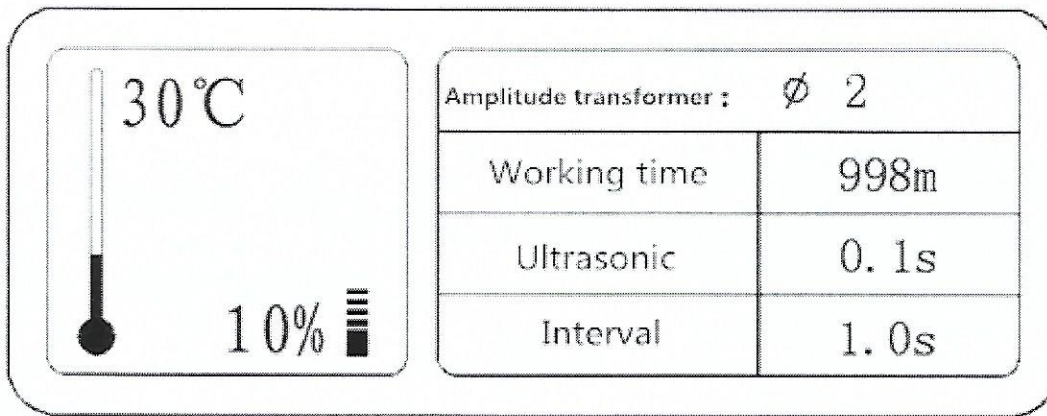 30℃
10%
Amplitude transformer： ϕ 2
Working time 998m
Ultrasonic 0.1s
Interval 1.0s